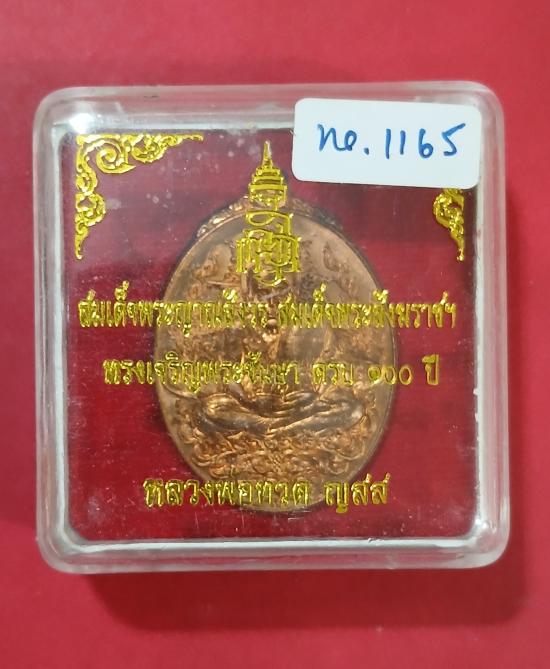 no. 1165
สมเด็จพระญาณสังวร สมเด็จพระสังฆราชฯ
ทรงเจริญพระชันษา ครบ ๑๐๐ ปี
หลวงพ่อทวด ญสส